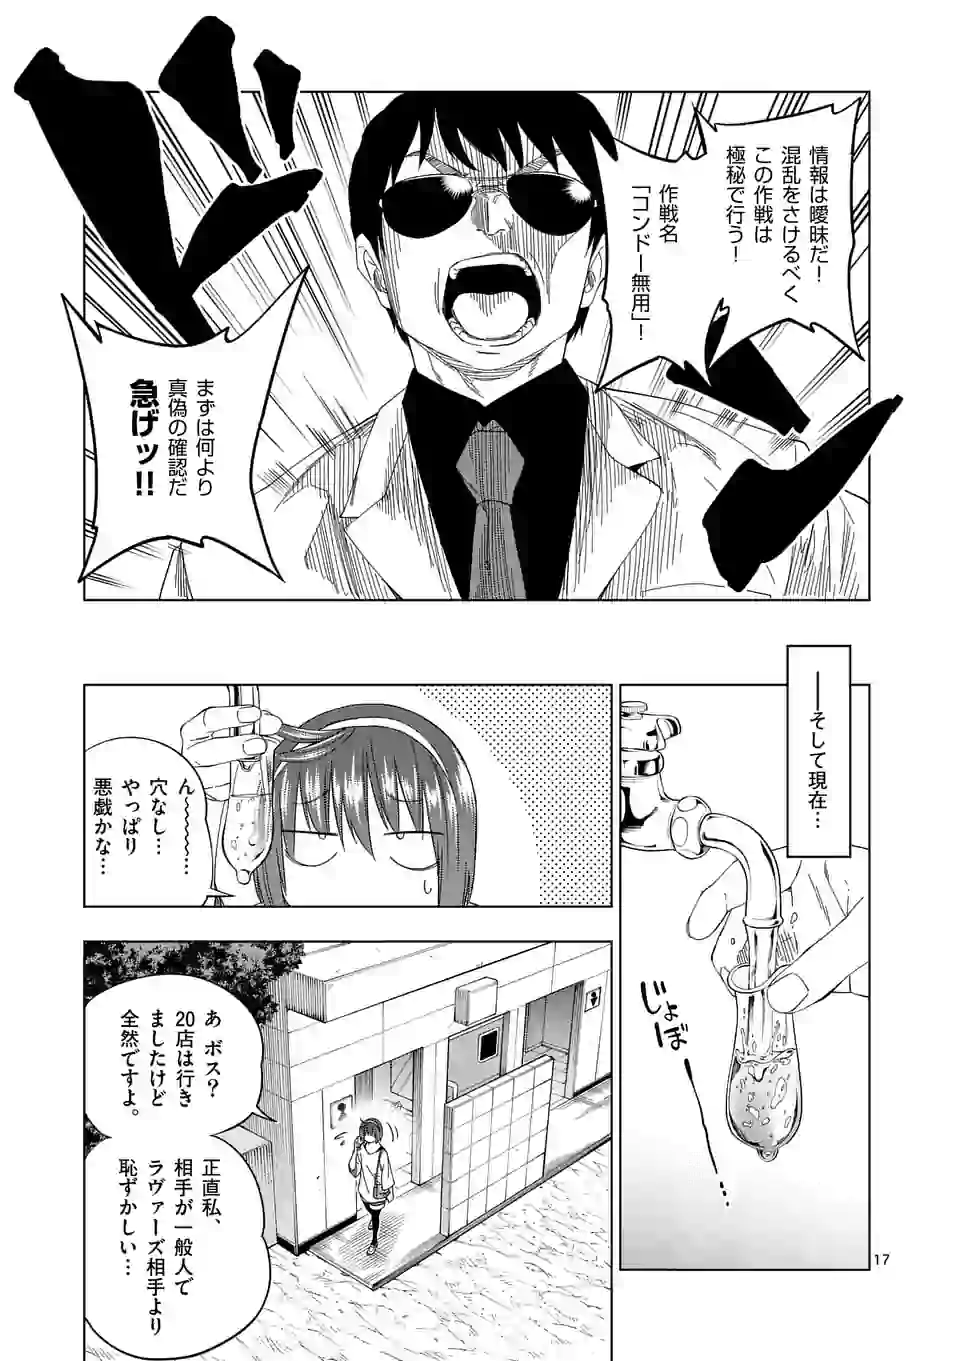 情報は曖昧だ！
混乱をさけるべく
この作戦は
極秘で行う！
作戦名
「コンドー無用」！
まずは何より
真偽の確認だ
急げッ!!
──そして現在…
じょぼ…
ん〜〜〜〜〜…
穴なし…
やっぱり
悪戯かな…
あ ボス？
20店は行き
ましたけど
全然ですよ。
正直私、
相手が一般人で
ラヴァーズ相手より
恥ずかしい…
17